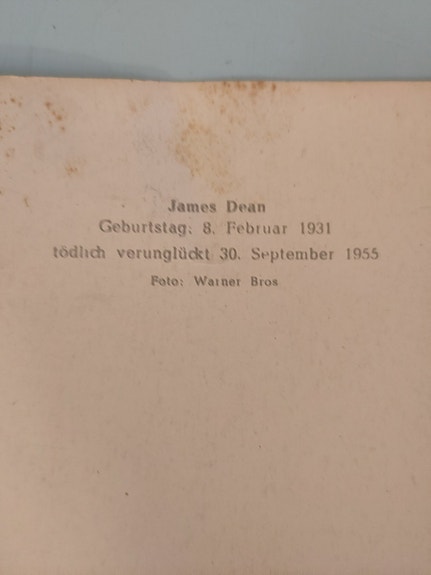 James Dean
Geburtstag: 8. Februar 1931
tödlich verunglückt 30. September 1955
Foto: Warner Bros